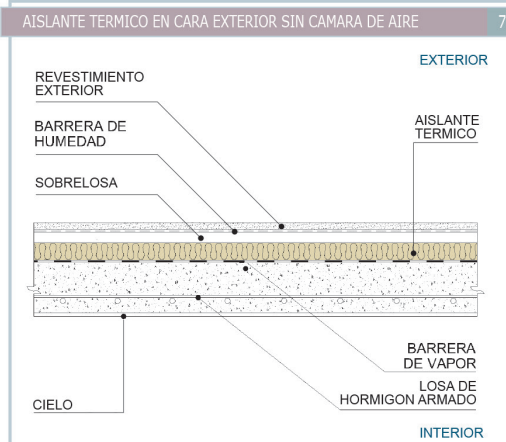 AISLANTE TERMICO EN CARA EXTERIOR SIN CAMARA DE AIRE
7
EXTERIOR
REVESTIMIENTO
EXTERIOR
BARRERA DE
HUMEDAD
AISLANTE
TERMICO
SOBRELOSA
BARRERA
DE VAPOR
LOSA DE
HORMIGON ARMADO
CIELO
INTERIOR